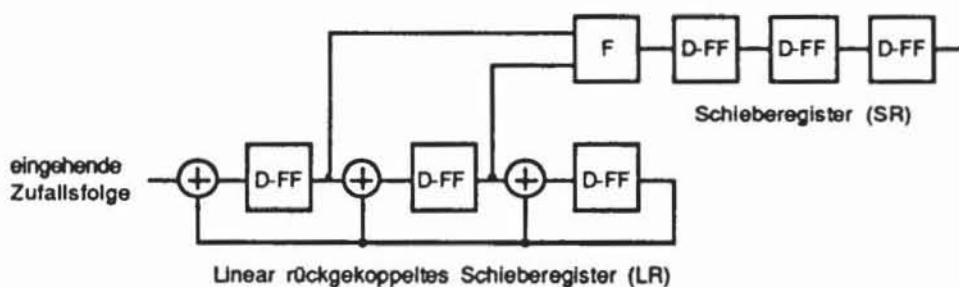 F
D-FF
D-FF
D-FF
Schieberegister (SR)
eingehende
Zufallsfolge
D-FF
D-FF
D-FF
Linear rückgekoppeltes Schieberegister (LR)